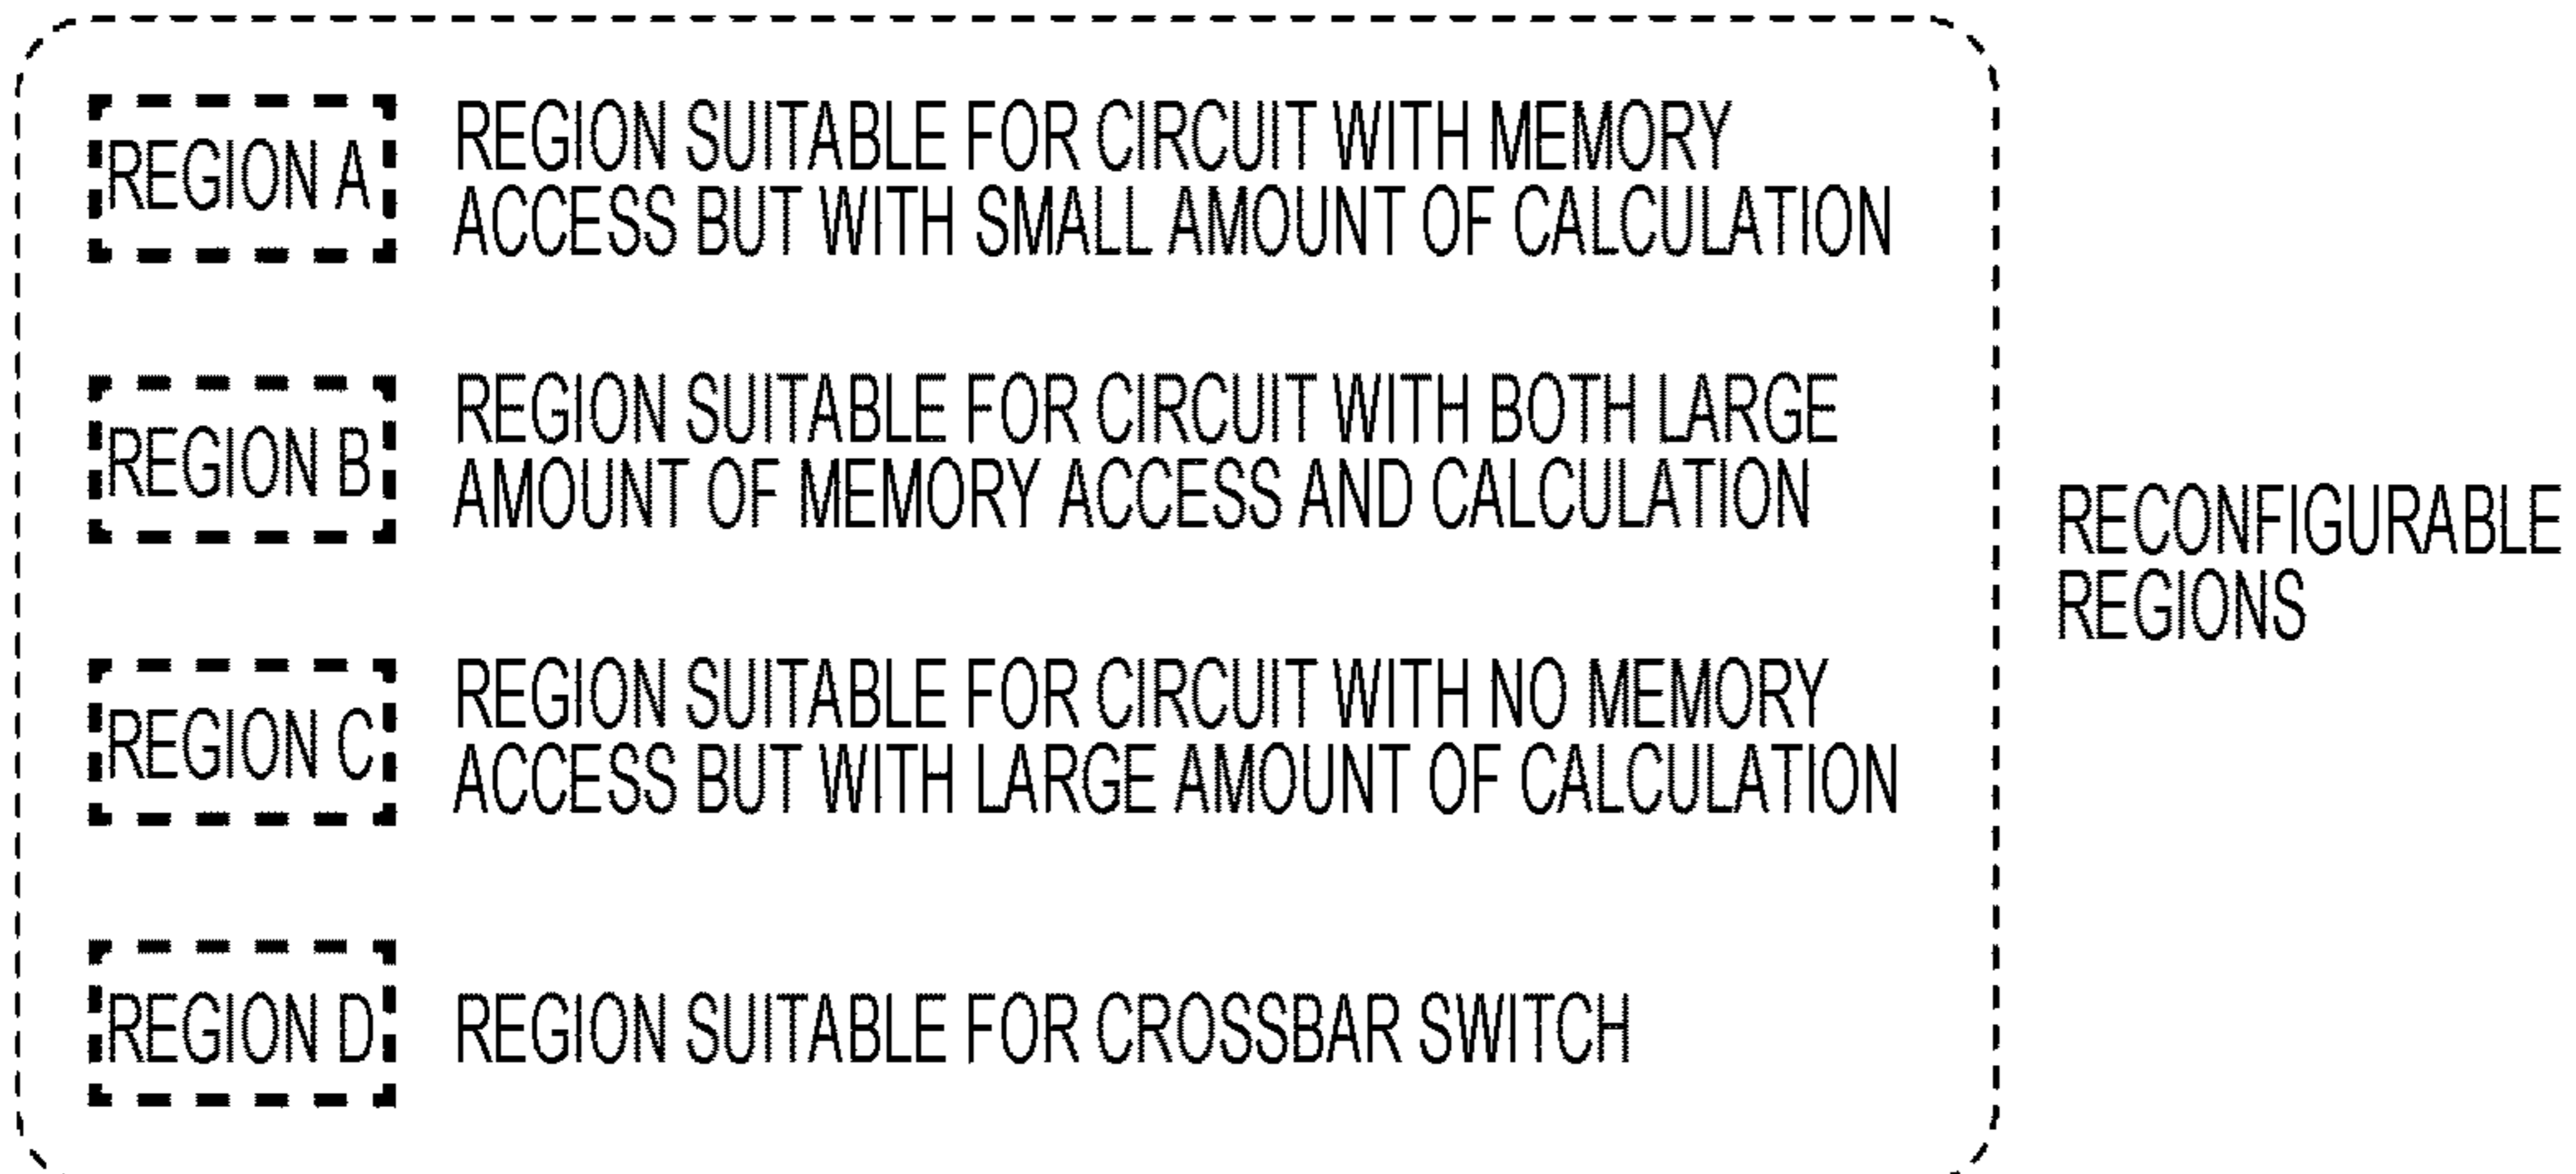 REGION A
REGION SUITABLE FOR CIRCUIT WITH MEMORY
ACCESS BUT WITH SMALL AMOUNT OF CALCULATION
REGION B
REGION SUITABLE FOR CIRCUIT WITH BOTH LARGE
AMOUNT OF MEMORY ACCESS AND CALCULATION
REGION C
REGION SUITABLE FOR CIRCUIT WITH NO MEMORY
ACCESS BUT WITH LARGE AMOUNT OF CALCULATION
REGION D
REGION SUITABLE FOR CROSSBAR SWITCH
RECONFIGURABLE
REGIONS